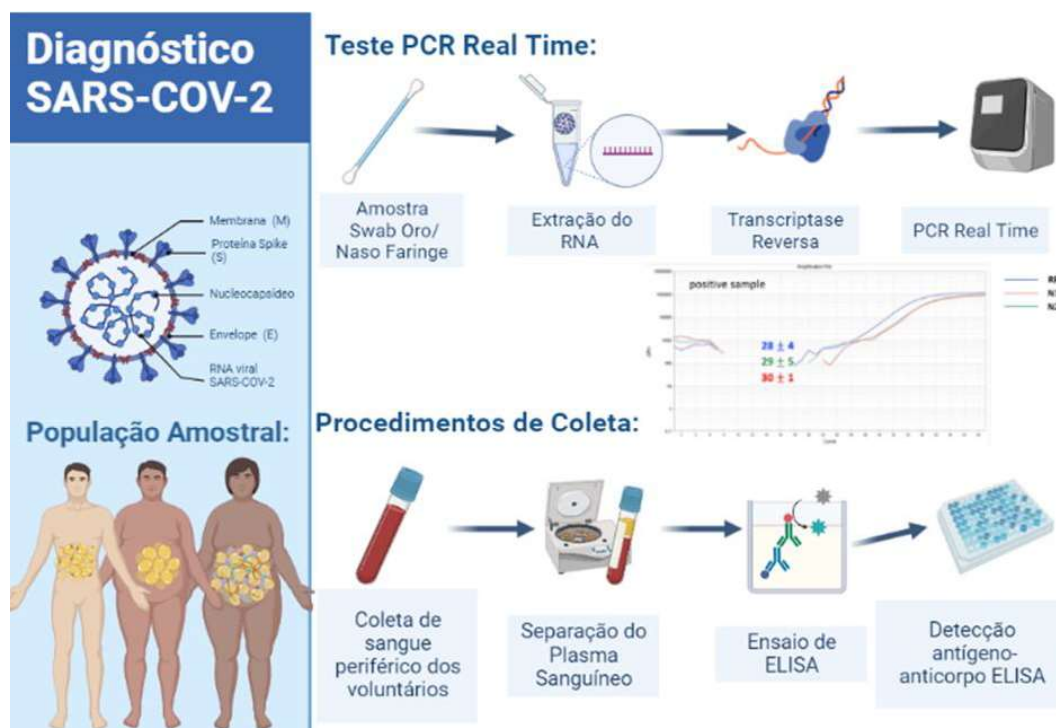 Diagnóstico
SARS-COV-2
Membrana (M)
Proteína Spike
(S)
Nucleocapsídeo
Envelope (E)
RNA viral
SARS-COV-2
População Amostral:
Teste PCR Real Time:
Amostra
Swab Oro/
Naso Faringe
Extração do
RNA
Transcriptase
Reversa
PCR Real Time
positive sample
28 ± 4
29 ± 5
30 ± 1
Procedimentos de Coleta:
Coleta de
sangue
periférico dos
voluntários
Separação do
Plasma
Sanguíneo
Ensaio de
ELISA
Detecção
antígeno-
anticorpo ELISA